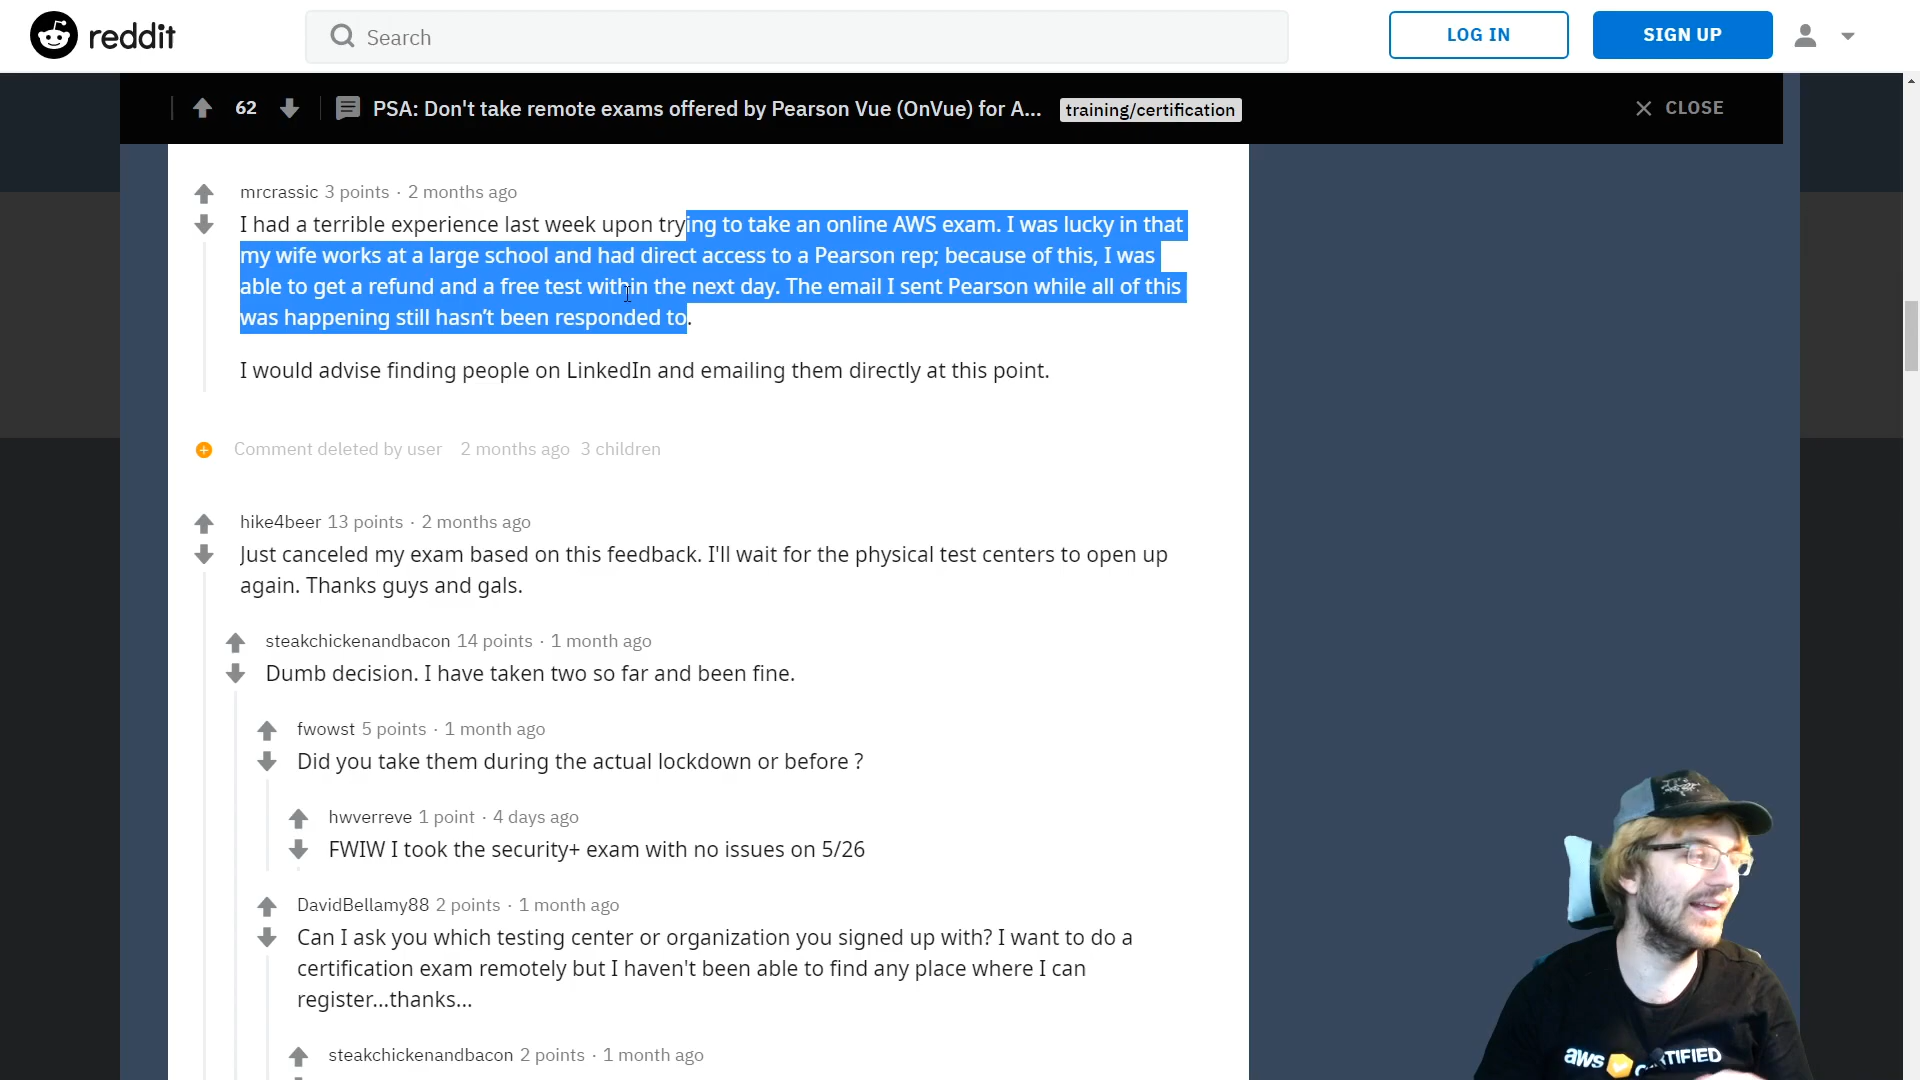 reddit
Search
LOG IN
SIGN UP
62
PSA: Don't take remote exams offered by Pearson Vue (OnVue) for A...
training/certification
CLOSE
mrcrassic 3 points · 2 months ago
I had a terrible experience last week upon trying to take an online AWS exam. I was lucky in that
my wife works at a large school and had direct access to a Pearson rep; because of this, I was
able to get a refund and a free test within the next day. The email I sent Pearson while all of this
was happening still hasn’t been responded to.
I would advise finding people on LinkedIn and emailing them directly at this point.
Comment deleted by user 2 months ago 3 children
hike4beer 13 points · 2 months ago
Just canceled my exam based on this feedback. I'll wait for the physical test centers to open up
again. Thanks guys and gals.
steakchickenandbacon 14 points · 1 month ago
Dumb decision. I have taken two so far and been fine.
fwowst 5 points · 1 month ago
Did you take them during the actual lockdown or before ?
hwverreve 1 point · 4 days ago
FWIW I took the security+ exam with no issues on 5/26
DavidBellamy88 2 points · 1 month ago
Can I ask you which testing center or organization you signed up with? I want to do a
certification exam remotely but I haven't been able to find any place where I can
register...thanks...
steakchickenandbacon 2 points · 1 month ago
aws